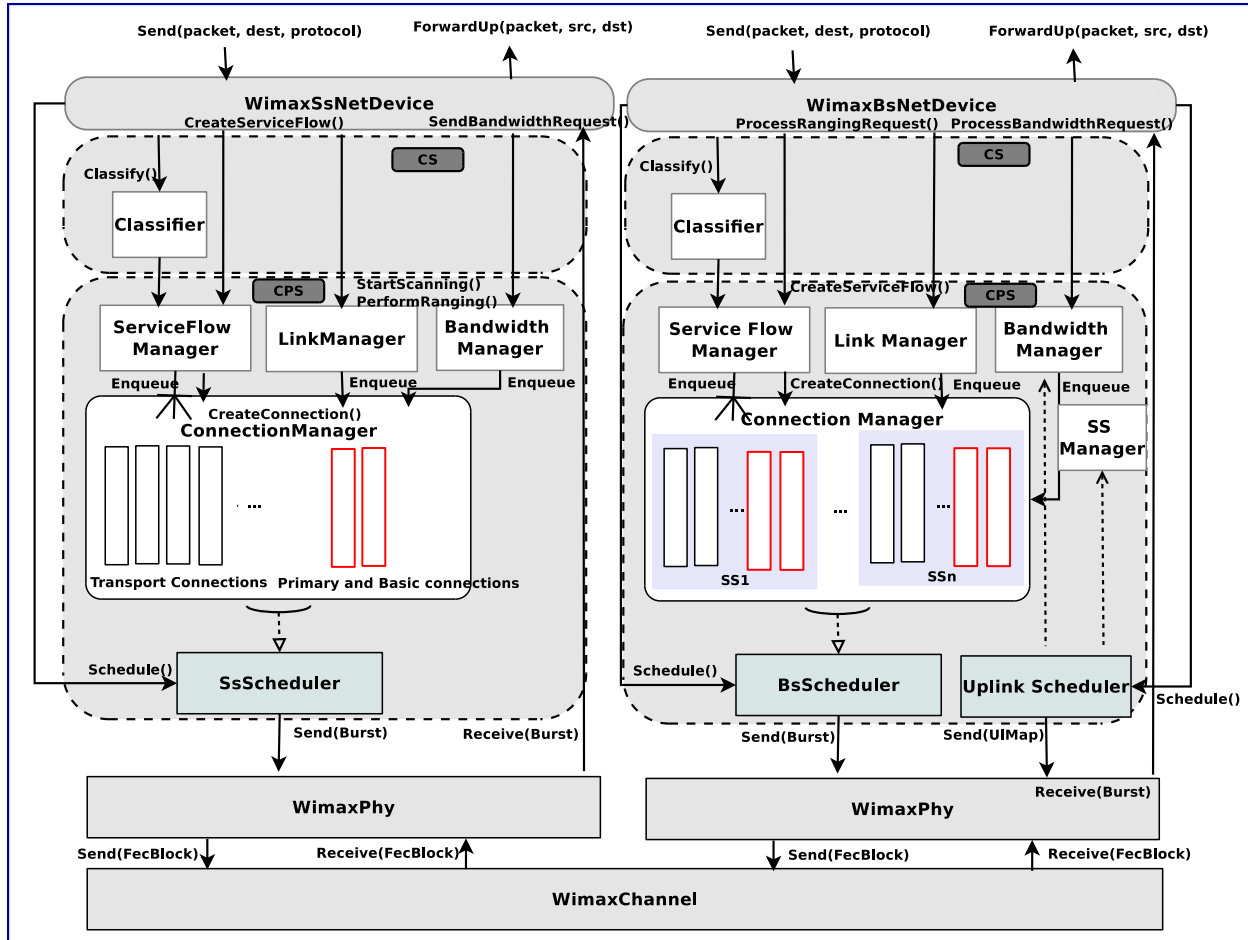 Send(packet, dest, protocol)
ForwardUp(packet, src, dst)
WimaxSsNetDevice
CreateServiceFlow()
SendBandwidthRequest()
CS
Classify()
Classifier
CPS
StartScanning()
PerformRanging()
ServiceFlow
Manager
LinkManager
Bandwidth
Manager
Enqueue
Enqueue
Enqueue
CreateConnection()
ConnectionManager
...
Transport Connections
Primary and Basic connections
Schedule()
SsScheduler
Send(Burst)
Receive(Burst)
WimaxPhy
Send(FecBlock)
Receive(FecBlock)
Send(packet, dest, protocol)
ForwardUp(packet, src, dst)
WimaxBsNetDevice
ProcessRangingRequest()
ProcessBandwidthRequest()
CS
Classify()
Classifier
CreateServiceFlow()
CPS
Service Flow
Manager
Link Manager
Bandwidth
Manager
Enqueue
CreateConnection()
Enqueue
Enqueue
Connection Manager
SS
Manager
...
...
...
SS1
SSn
Schedule()
BsScheduler
Uplink Scheduler
Schedule()
Send(Burst)
Send(UlMap)
WimaxPhy
Receive(Burst)
Send(FecBlock)
Receive(FecBlock)
WimaxChannel